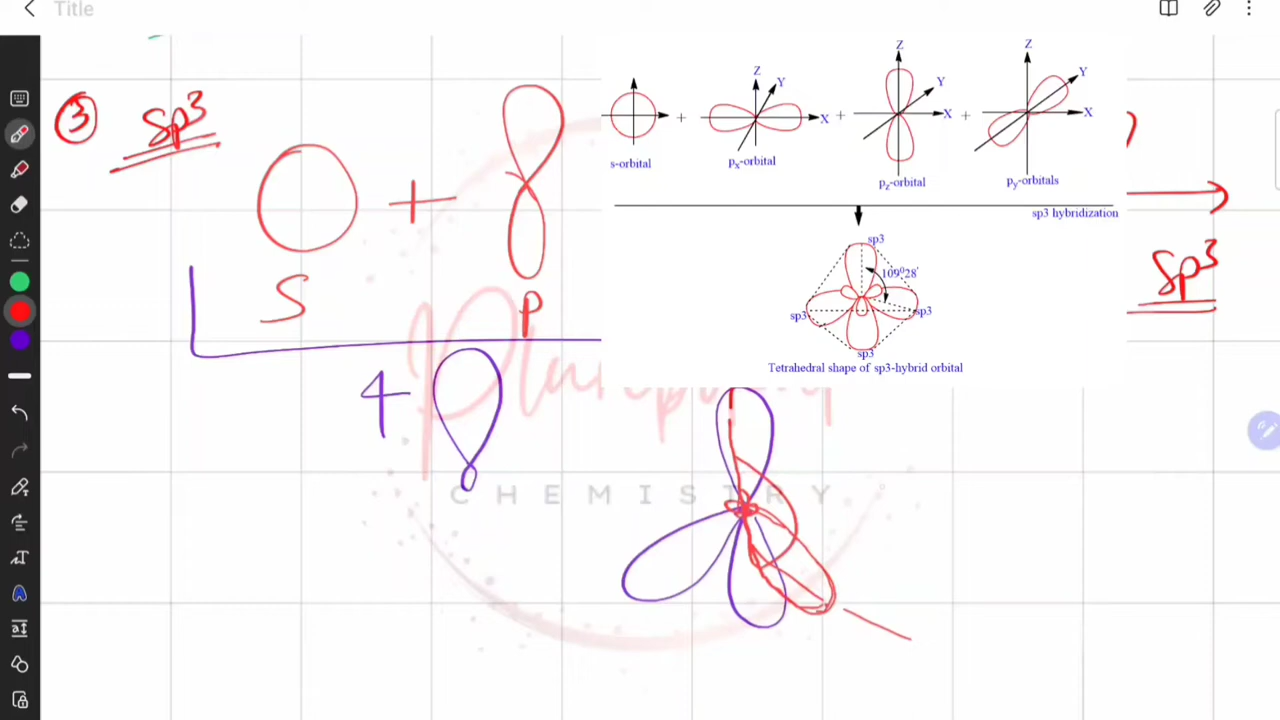 Title
③ sp3
s + p
4
CHEMISTRY
Z
Y
X
+
s-orbital
px-orbital
+
Z
Y
X
pz-orbital
+
Z
Y
X
py-orbitals
sp3 hybridization
sp3
109°28'
sp3
sp3
sp3
Tetrahedral shape of sp3-hybrid orbital
sp3